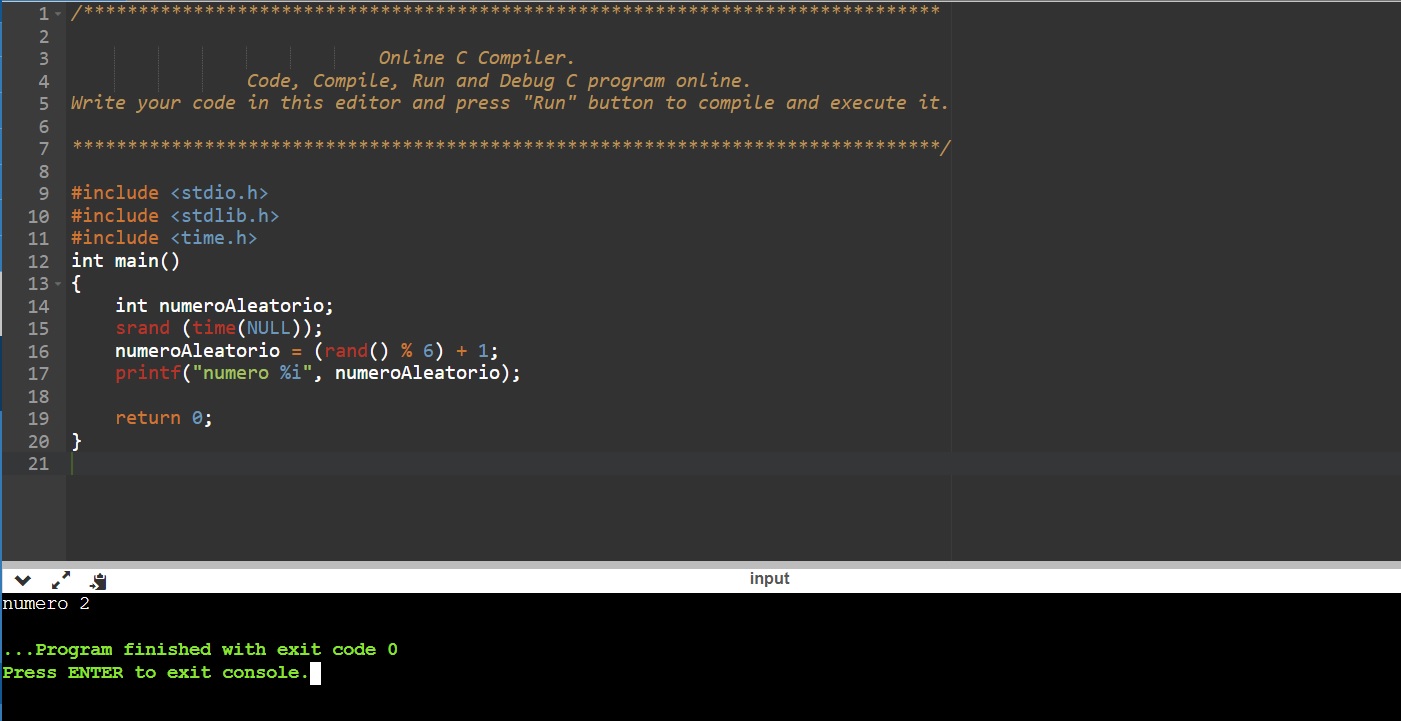 1 /******************************************************************************
2
3 Online C Compiler.
4 Code, Compile, Run and Debug C program online.
5 Write your code in this editor and press "Run" button to compile and execute it.
6
7 *******************************************************************************/
8
9 #include <stdio.h>
10 #include <stdlib.h>
11 #include <time.h>
12 int main()
13 {
14     int numeroAleatorio;
15     srand (time(NULL));
16     numeroAleatorio = (rand() % 6) + 1;
17     printf("numero %i", numeroAleatorio);
18
19     return 0;
20 }
21
input
numero 2
...Program finished with exit code 0
Press ENTER to exit console.